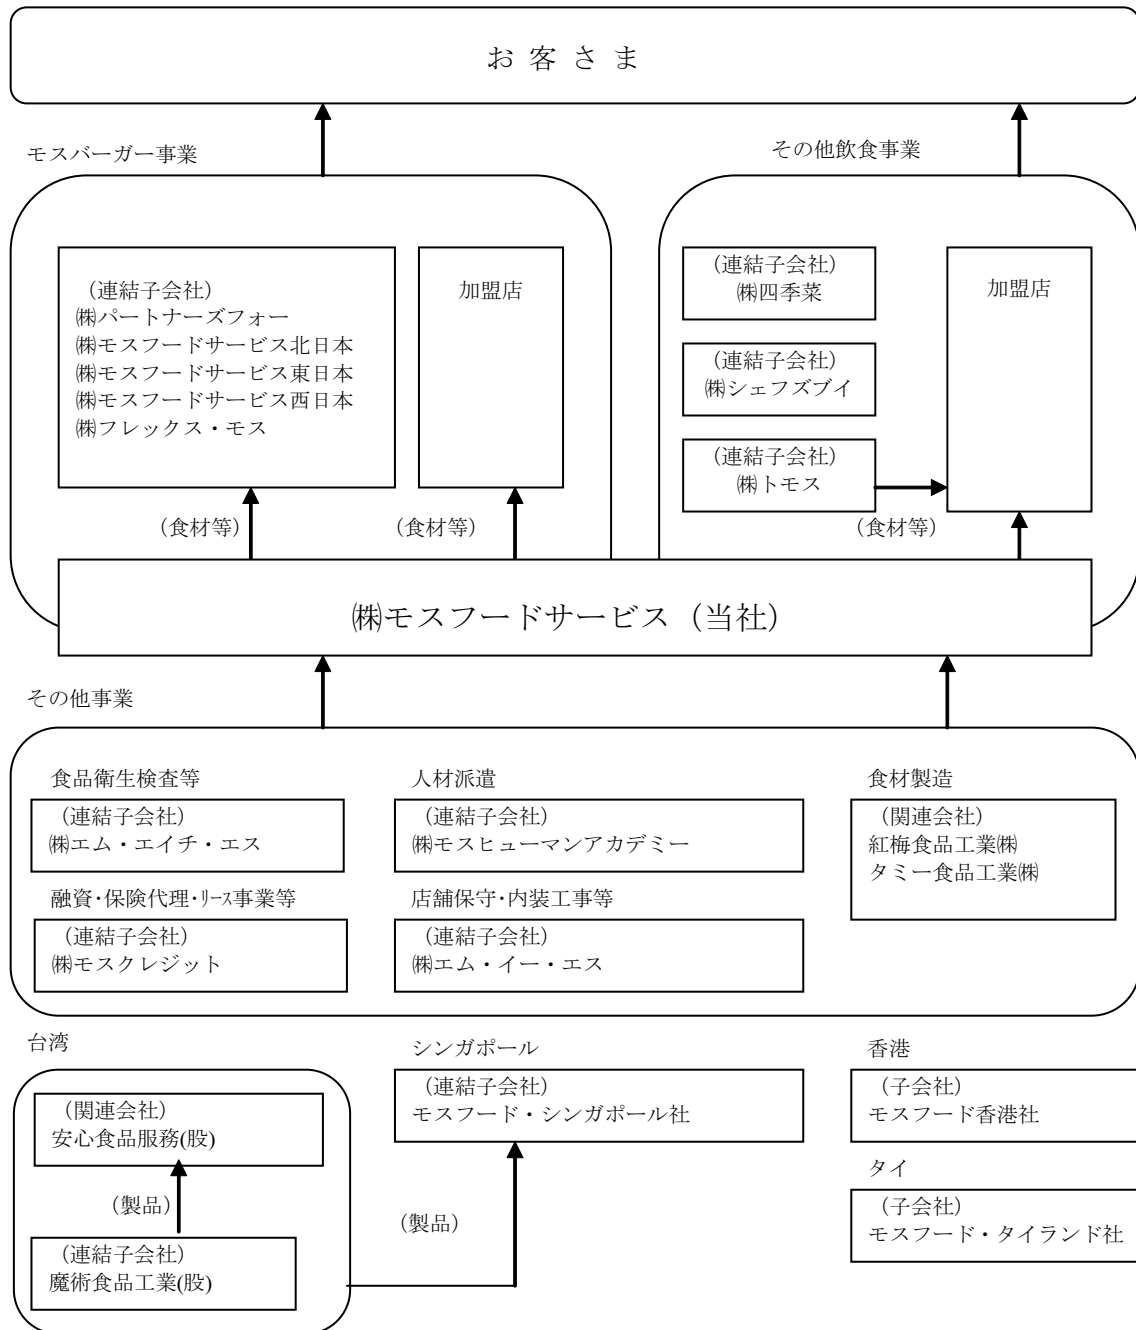 お 客 さ ま
モスバーガー事業
その他飲食事業
（連結子会社）
㈱パートナーズフォー
㈱モスフードサービス北日本
㈱モスフードサービス東日本
㈱モスフードサービス西日本
㈱フレックス・モス
加盟店
（連結子会社）
㈱四季菜
（連結子会社）
㈱シェフズブイ
（連結子会社）
㈱トモス
加盟店
（食材等）
（食材等）
（食材等）
㈱モスフードサービス（当社）
その他事業
食品衛生検査等
（連結子会社）
㈱エム・エイチ・エス
人材派遣
（連結子会社）
㈱モスヒューマンアカデミー
食材製造
（関連会社）
紅梅食品工業㈱
タミー食品工業㈱
融資・保険代理・リース事業等
（連結子会社）
㈱モスクレジット
店舗保守・内装工事等
（連結子会社）
㈱エム・イー・エス
台湾
（関連会社）
安心食品服務(股)
（製品）
（連結子会社）
魔術食品工業(股)
シンガポール
（連結子会社）
モスフード・シンガポール社
（製品）
香港
（子会社）
モスフード香港社
タイ
（子会社）
モスフード・タイランド社